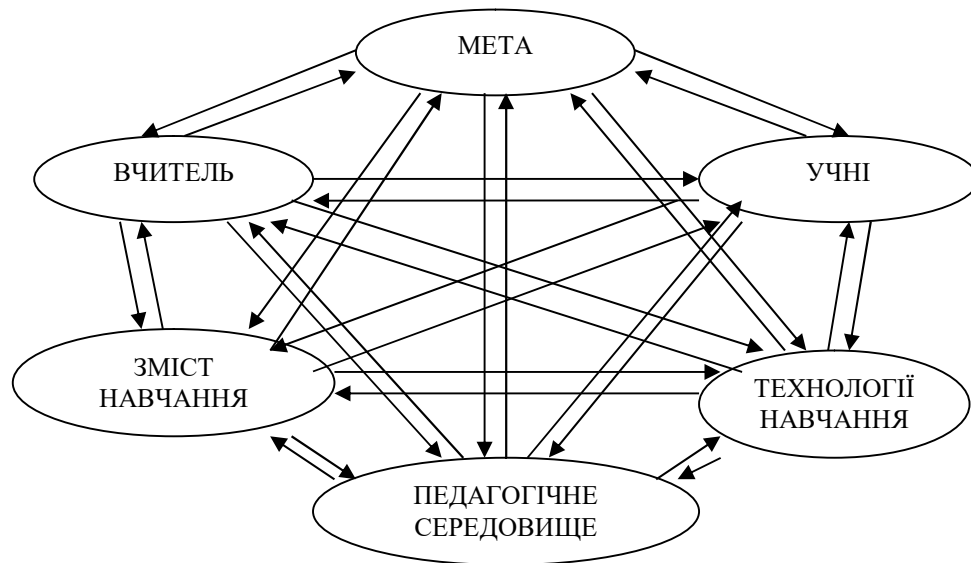 МЕТА
ВЧИТЕЛЬ
УЧНІ
ЗМІСТ
НАВЧАННЯ
ТЕХНОЛОГІЇ
НАВЧАННЯ
ПЕДАГОГІЧНЕ
СЕРЕДОВИЩЕ